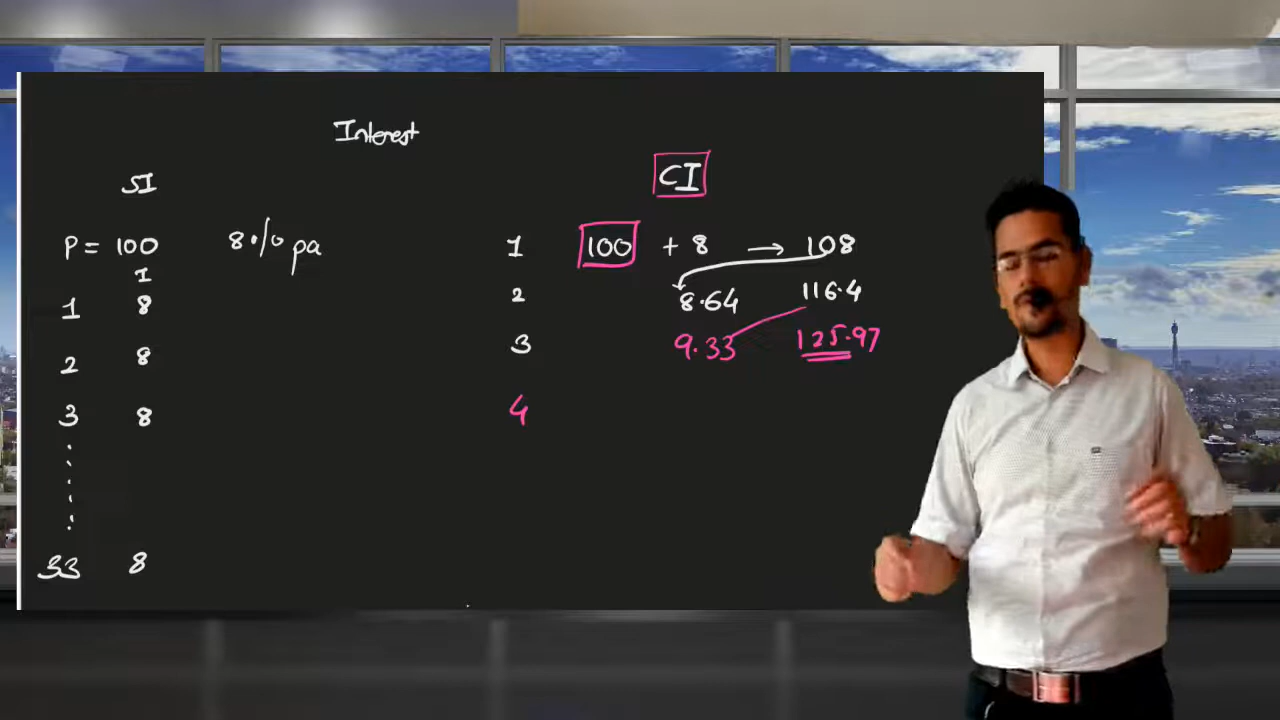 Interest
SI
CI
P = 100 8% pa
I
1 8
2 8
3 8
33 8
1 100 + 8 → 108
2 8.64 116.4
3 9.33 125.97
4